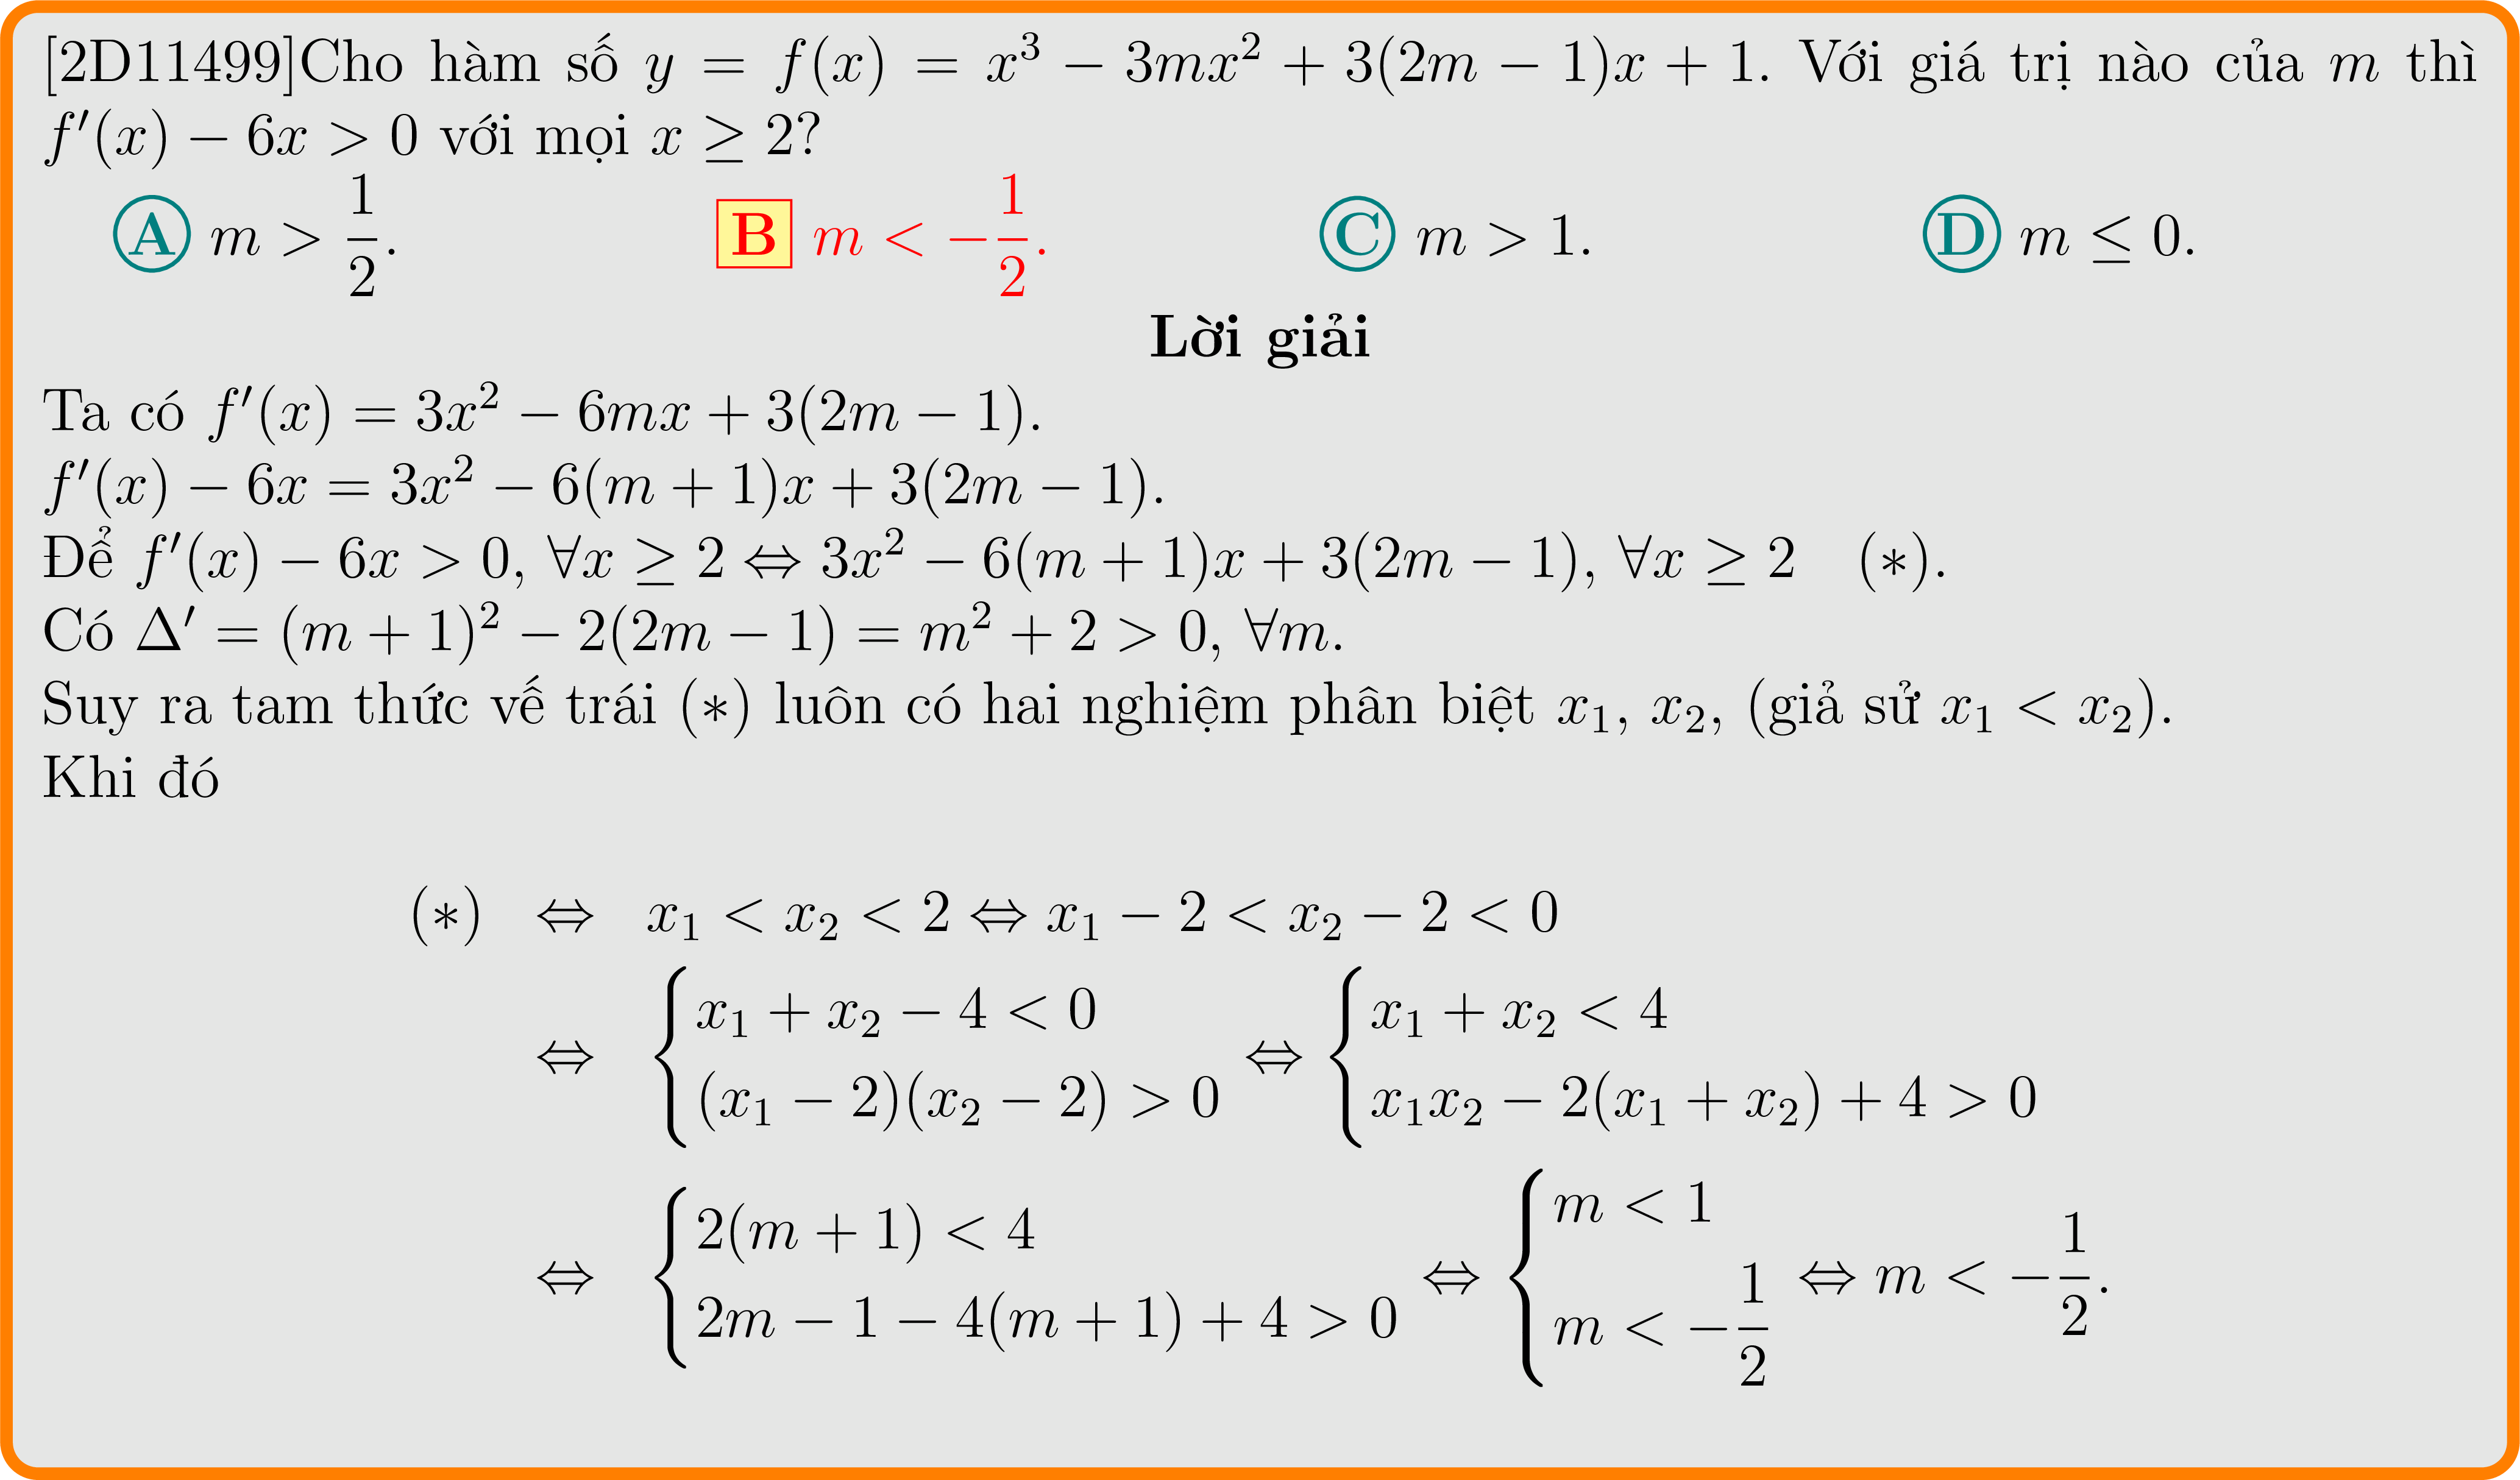 [2D11499]Cho hàm số $y = f(x) = x^3 - 3mx^2 + 3(2m - 1)x + 1$. Với giá trị nào của $m$ thì
$f'(x) - 6x > 0$ với mọi $x \geq 2$?
A $m > \dfrac{1}{2}$. B $m < -\dfrac{1}{2}$. C $m > 1$. D $m \leq 0$.
Lời giải
Ta có $f'(x) = 3x^2 - 6mx + 3(2m - 1)$.
$f'(x) - 6x = 3x^2 - 6(m + 1)x + 3(2m - 1)$.
Để $f'(x) - 6x > 0, \forall x \geq 2 \Leftrightarrow 3x^2 - 6(m + 1)x + 3(2m - 1), \forall x \geq 2 \quad (*)$.
Có $\Delta' = (m + 1)^2 - 2(2m - 1) = m^2 + 2 > 0, \forall m$.
Suy ra tam thức vế trái $(*)$ luôn có hai nghiệm phân biệt $x_1, x_2$, (giả sử $x_1 < x_2$).
Khi đó
$(*) \Leftrightarrow x_1 < x_2 < 2 \Leftrightarrow x_1 - 2 < x_2 - 2 < 0$
$\Leftrightarrow \begin{cases} x_1 + x_2 - 4 < 0 \\ (x_1 - 2)(x_2 - 2) > 0 \end{cases} \Leftrightarrow \begin{cases} x_1 + x_2 < 4 \\ x_1x_2 - 2(x_1 + x_2) + 4 > 0 \end{cases}$
$\Leftrightarrow \begin{cases} 2(m + 1) < 4 \\ 2m - 1 - 4(m + 1) + 4 > 0 \end{cases} \Leftrightarrow \begin{cases} m < 1 \\ m < -\dfrac{1}{2} \end{cases} \Leftrightarrow m < -\dfrac{1}{2}$.